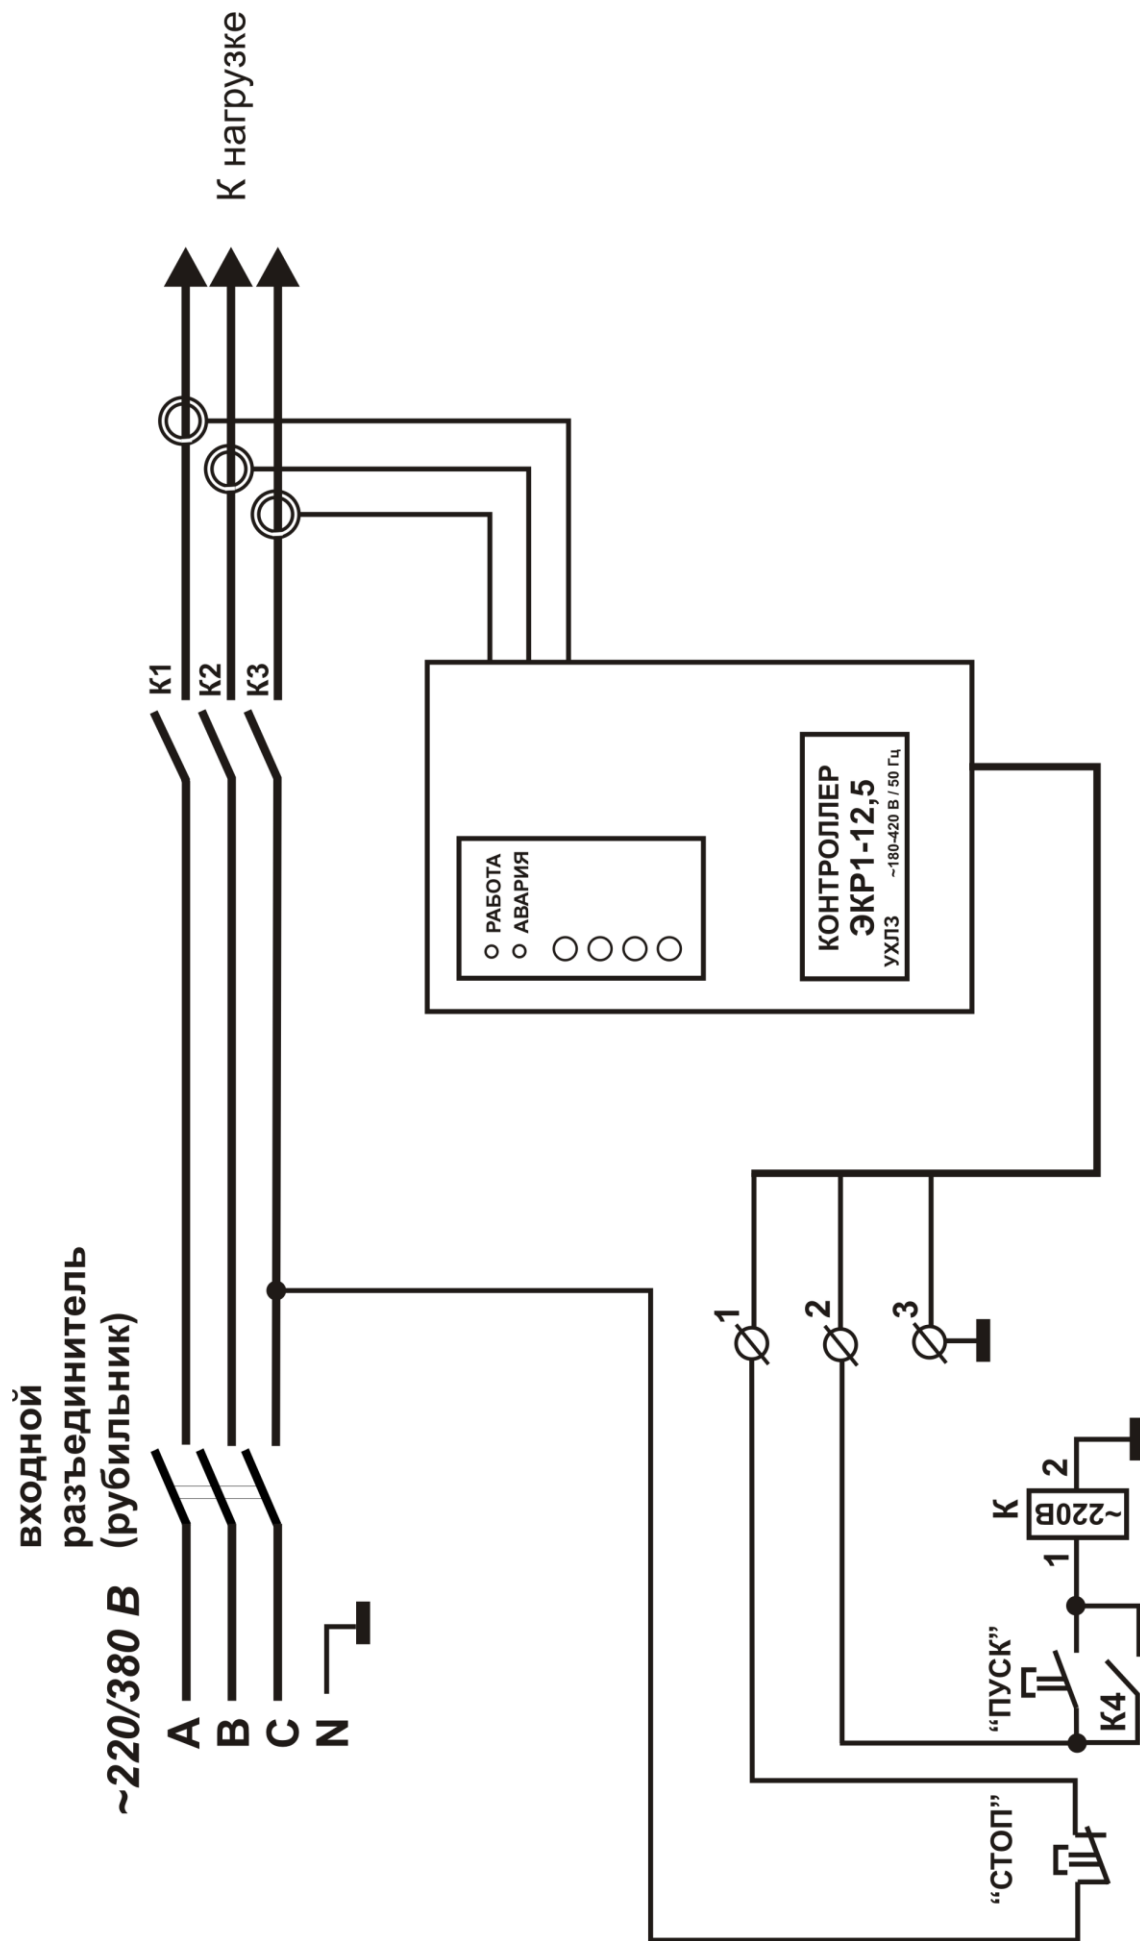 входной
разъединитель
(рубильник)
~220/380 В
А
В
С
N
К1
К2
К3
К нагрузке
РАБОТА
АВАРИЯ
КОНТРОЛЛЕР
ЭКР1-12,5
УХЛ3 ~180-420 В / 50 Гц
1
2
3
“СТОП”
“ПУСК”
К4
К
1
~220В
2